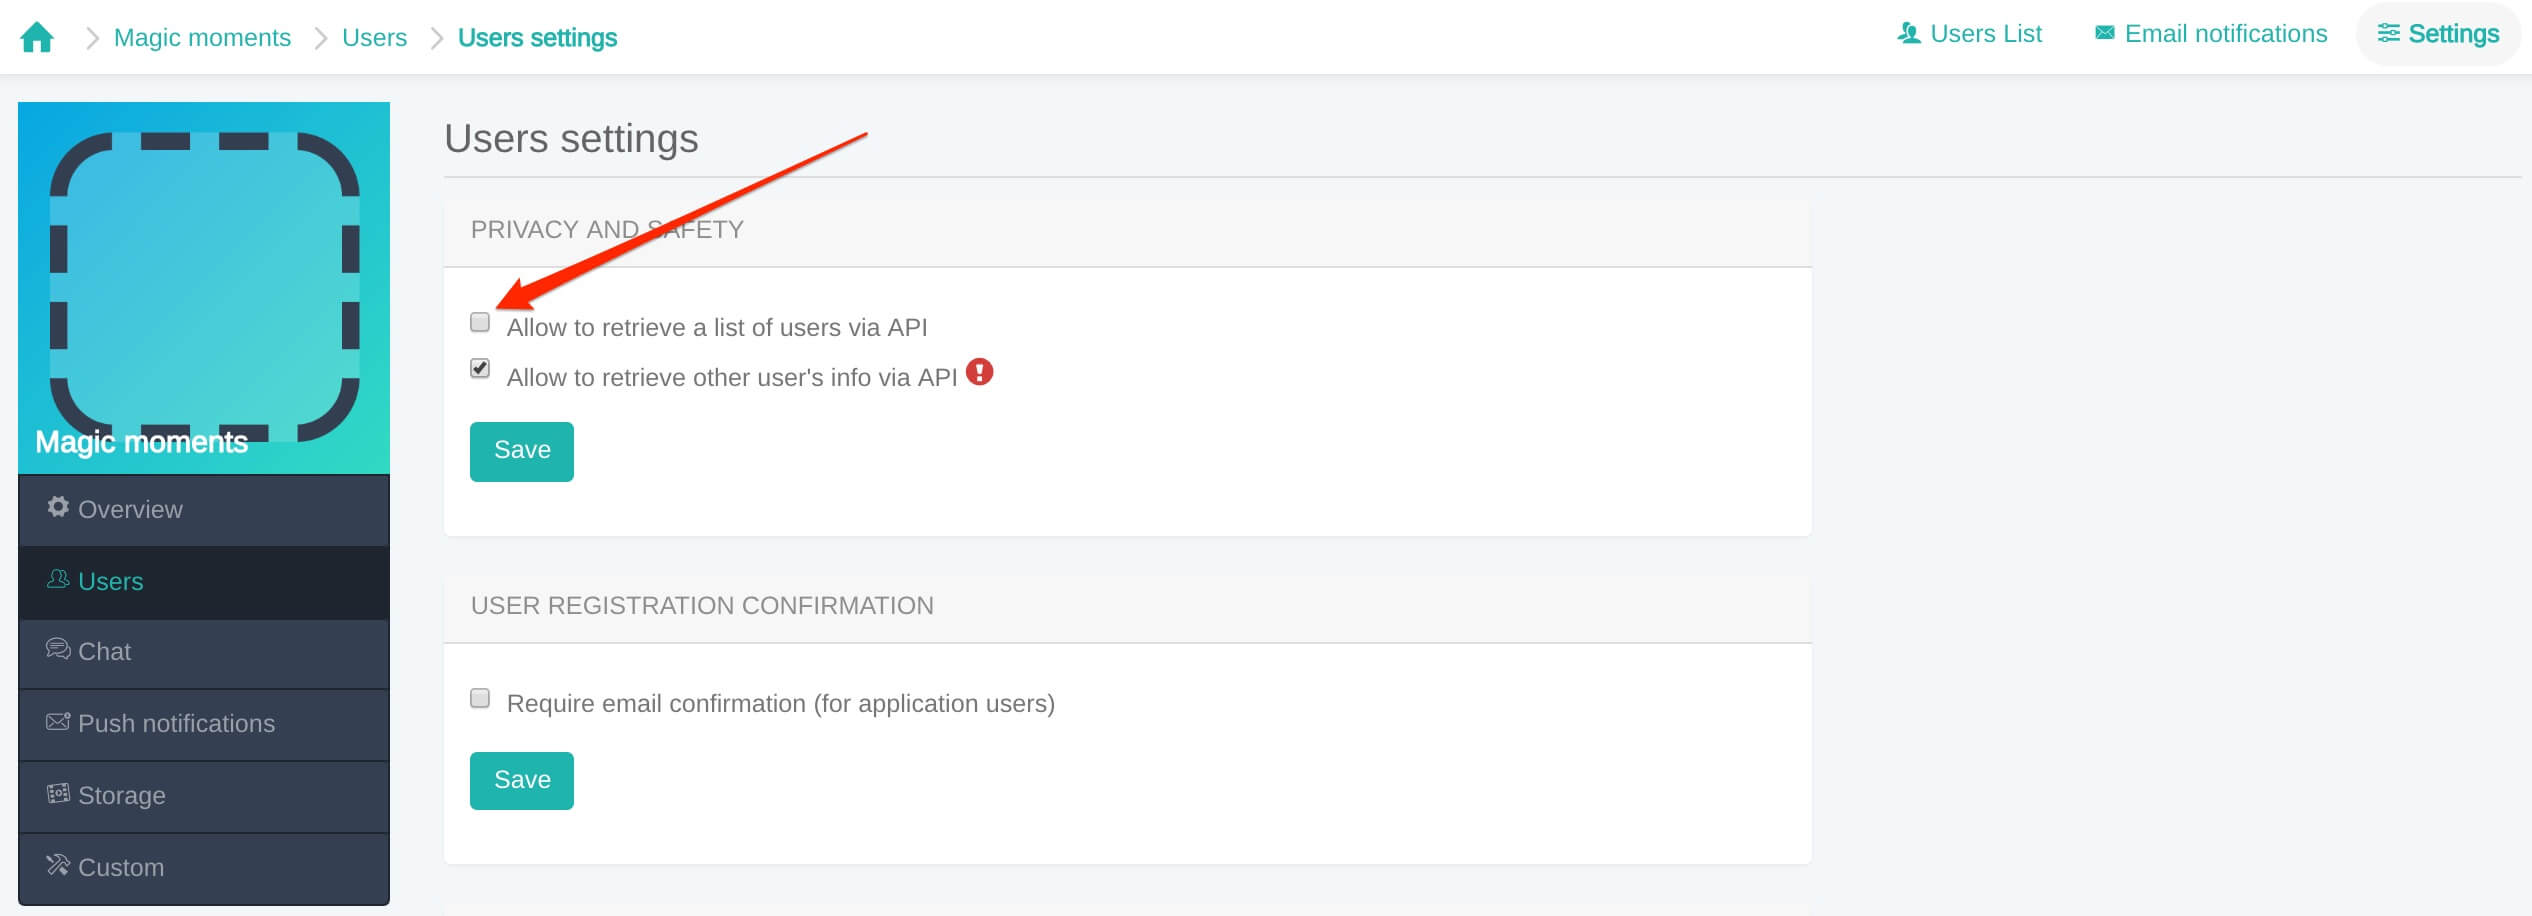 Magic moments
Users
Users settings
Users List
Email notifications
Settings
Magic moments
Overview
Users
Chat
Push notifications
Storage
Custom
Users settings
PRIVACY AND SAFETY
Allow to retrieve a list of users via API
Allow to retrieve other user's info via API
Save
USER REGISTRATION CONFIRMATION
Require email confirmation (for application users)
Save